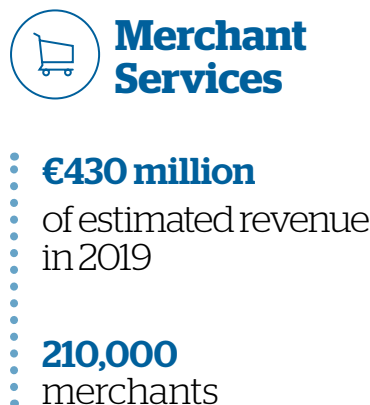 Merchant
Services
€430 million
of estimated revenue
in 2019
210,000
merchants